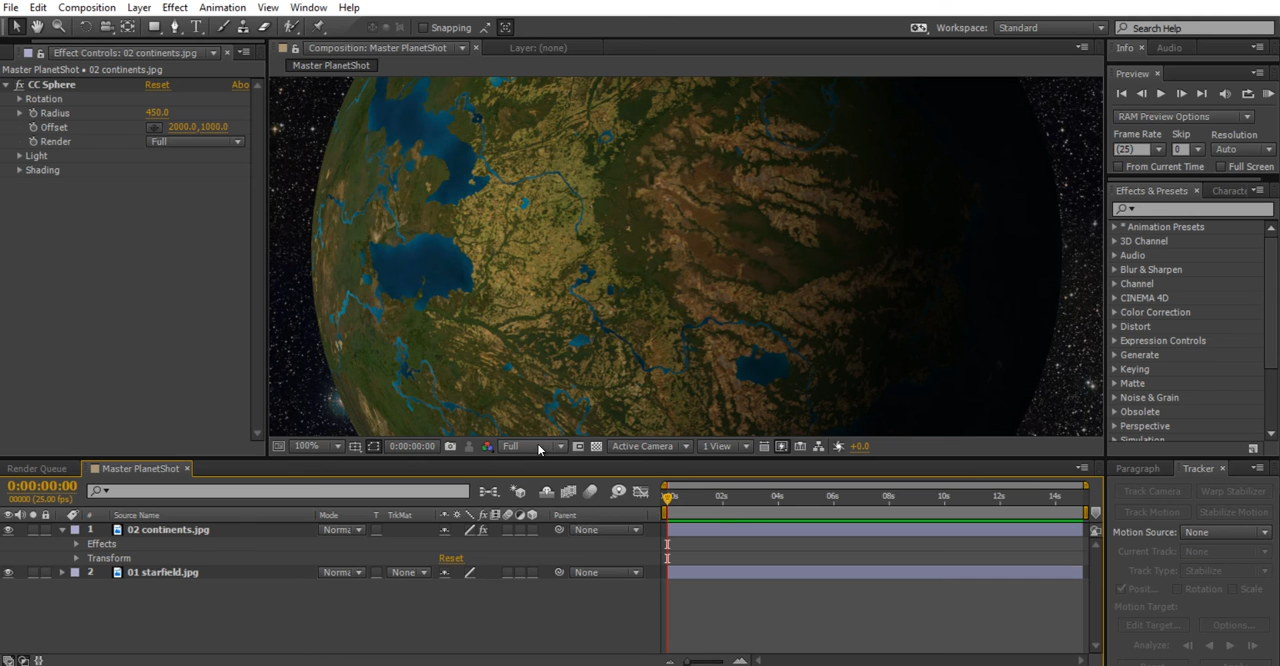 File Edit Composition Layer Effect Animation View Window Help
Snapping Workspace: Standard Search Help
Effect Controls: 02 continents.jpg
Composition: Master PlanetShot
Layer: (none)
Info Audio
Master PlanetShot • 02 continents.jpg
Master PlanetShot
fx CC Sphere Reset Abo
Rotation
Radius 450.0
Offset 2000.0,1000.0
Render Full
Light
Shading
Preview
RAM Preview Options
Frame Rate Skip Resolution
(25) 0 Auto
From Current Time Full Screen
Effects & Presets Characte
* Animation Presets
3D Channel
Audio
Blur & Sharpen
Channel
CINEMA 4D
Color Correction
Distort
Expression Controls
Generate
Keying
Matte
Noise & Grain
Obsolete
Perspective
Simulation
100% 0:00:00:00 Full Active Camera 1 View +0.0
Render Queue Master PlanetShot
Paragraph Tracker
0:00:00:00
00000 (25.00 fps)
02s 04s 06s 08s 10s 12s 14s
# Source Name Mode T TrkMat Parent
1 02 continents.jpg Norma fx None
Effects
Transform Reset
2 01 starfield.jpg Norma None None
Track Camera Warp Stabilizer
Track Motion Stabilize Motion
Motion Source: None
Current Track: None
Track Type: Stabilize
Posit... Rotation Scale
Motion Target:
Edit Target... Options...
Analyze: